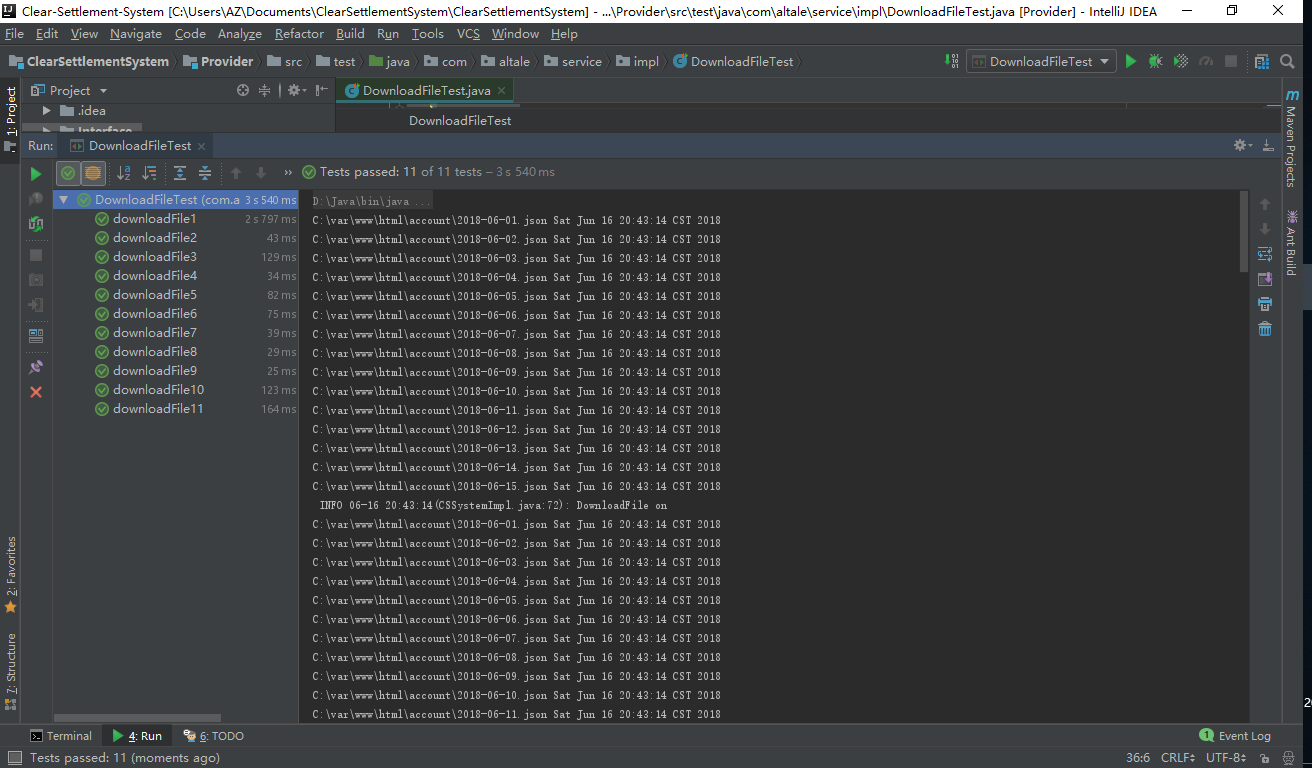 Clear-Settlement-System [C:\Users\AZ\Documents\ClearSettlementSystem\ClearSettlementSystem] - ...\Provider\src\test\java\com\altale\service\impl\DownloadFileTest.java [Provider] - IntelliJ IDEA
File Edit View Navigate Code Analyze Refactor Build Run Tools VCS Window Help
ClearSettlementSystem Provider src test java com altale service impl DownloadFileTest DownloadFileTest
1: Project
Project
DownloadFileTest.java
.idea
Interface
DownloadFileTest
Run: DownloadFileTest
Tests passed: 11 of 11 tests – 3 s 540 ms
DownloadFileTest (com.a 3 s 540 ms
downloadFile1 2 s 797 ms
downloadFile2 43 ms
downloadFile3 129 ms
downloadFile4 34 ms
downloadFile5 82 ms
downloadFile6 75 ms
downloadFile7 39 ms
downloadFile8 29 ms
downloadFile9 25 ms
downloadFile10 123 ms
downloadFile11 164 ms
D:\Java\bin\java ...
C:\var\www\html\account\2018-06-01.json Sat Jun 16 20:43:14 CST 2018
C:\var\www\html\account\2018-06-02.json Sat Jun 16 20:43:14 CST 2018
C:\var\www\html\account\2018-06-03.json Sat Jun 16 20:43:14 CST 2018
C:\var\www\html\account\2018-06-04.json Sat Jun 16 20:43:14 CST 2018
C:\var\www\html\account\2018-06-05.json Sat Jun 16 20:43:14 CST 2018
C:\var\www\html\account\2018-06-06.json Sat Jun 16 20:43:14 CST 2018
C:\var\www\html\account\2018-06-07.json Sat Jun 16 20:43:14 CST 2018
C:\var\www\html\account\2018-06-08.json Sat Jun 16 20:43:14 CST 2018
C:\var\www\html\account\2018-06-09.json Sat Jun 16 20:43:14 CST 2018
C:\var\www\html\account\2018-06-10.json Sat Jun 16 20:43:14 CST 2018
C:\var\www\html\account\2018-06-11.json Sat Jun 16 20:43:14 CST 2018
C:\var\www\html\account\2018-06-12.json Sat Jun 16 20:43:14 CST 2018
C:\var\www\html\account\2018-06-13.json Sat Jun 16 20:43:14 CST 2018
C:\var\www\html\account\2018-06-14.json Sat Jun 16 20:43:14 CST 2018
C:\var\www\html\account\2018-06-15.json Sat Jun 16 20:43:14 CST 2018
INFO 06-16 20:43:14(CSSystemImpl.java:72): DownloadFile on
C:\var\www\html\account\2018-06-01.json Sat Jun 16 20:43:14 CST 2018
C:\var\www\html\account\2018-06-02.json Sat Jun 16 20:43:14 CST 2018
C:\var\www\html\account\2018-06-03.json Sat Jun 16 20:43:14 CST 2018
C:\var\www\html\account\2018-06-04.json Sat Jun 16 20:43:14 CST 2018
C:\var\www\html\account\2018-06-05.json Sat Jun 16 20:43:14 CST 2018
C:\var\www\html\account\2018-06-06.json Sat Jun 16 20:43:14 CST 2018
C:\var\www\html\account\2018-06-07.json Sat Jun 16 20:43:14 CST 2018
C:\var\www\html\account\2018-06-08.json Sat Jun 16 20:43:14 CST 2018
C:\var\www\html\account\2018-06-09.json Sat Jun 16 20:43:14 CST 2018
C:\var\www\html\account\2018-06-10.json Sat Jun 16 20:43:14 CST 2018
C:\var\www\html\account\2018-06-11.json Sat Jun 16 20:43:14 CST 2018
Maven Projects
Ant Build
2: Favorites
7: Structure
Terminal 4: Run 6: TODO
1 Event Log
Tests passed: 11 (moments ago)
36:6 CRLF UTF-8